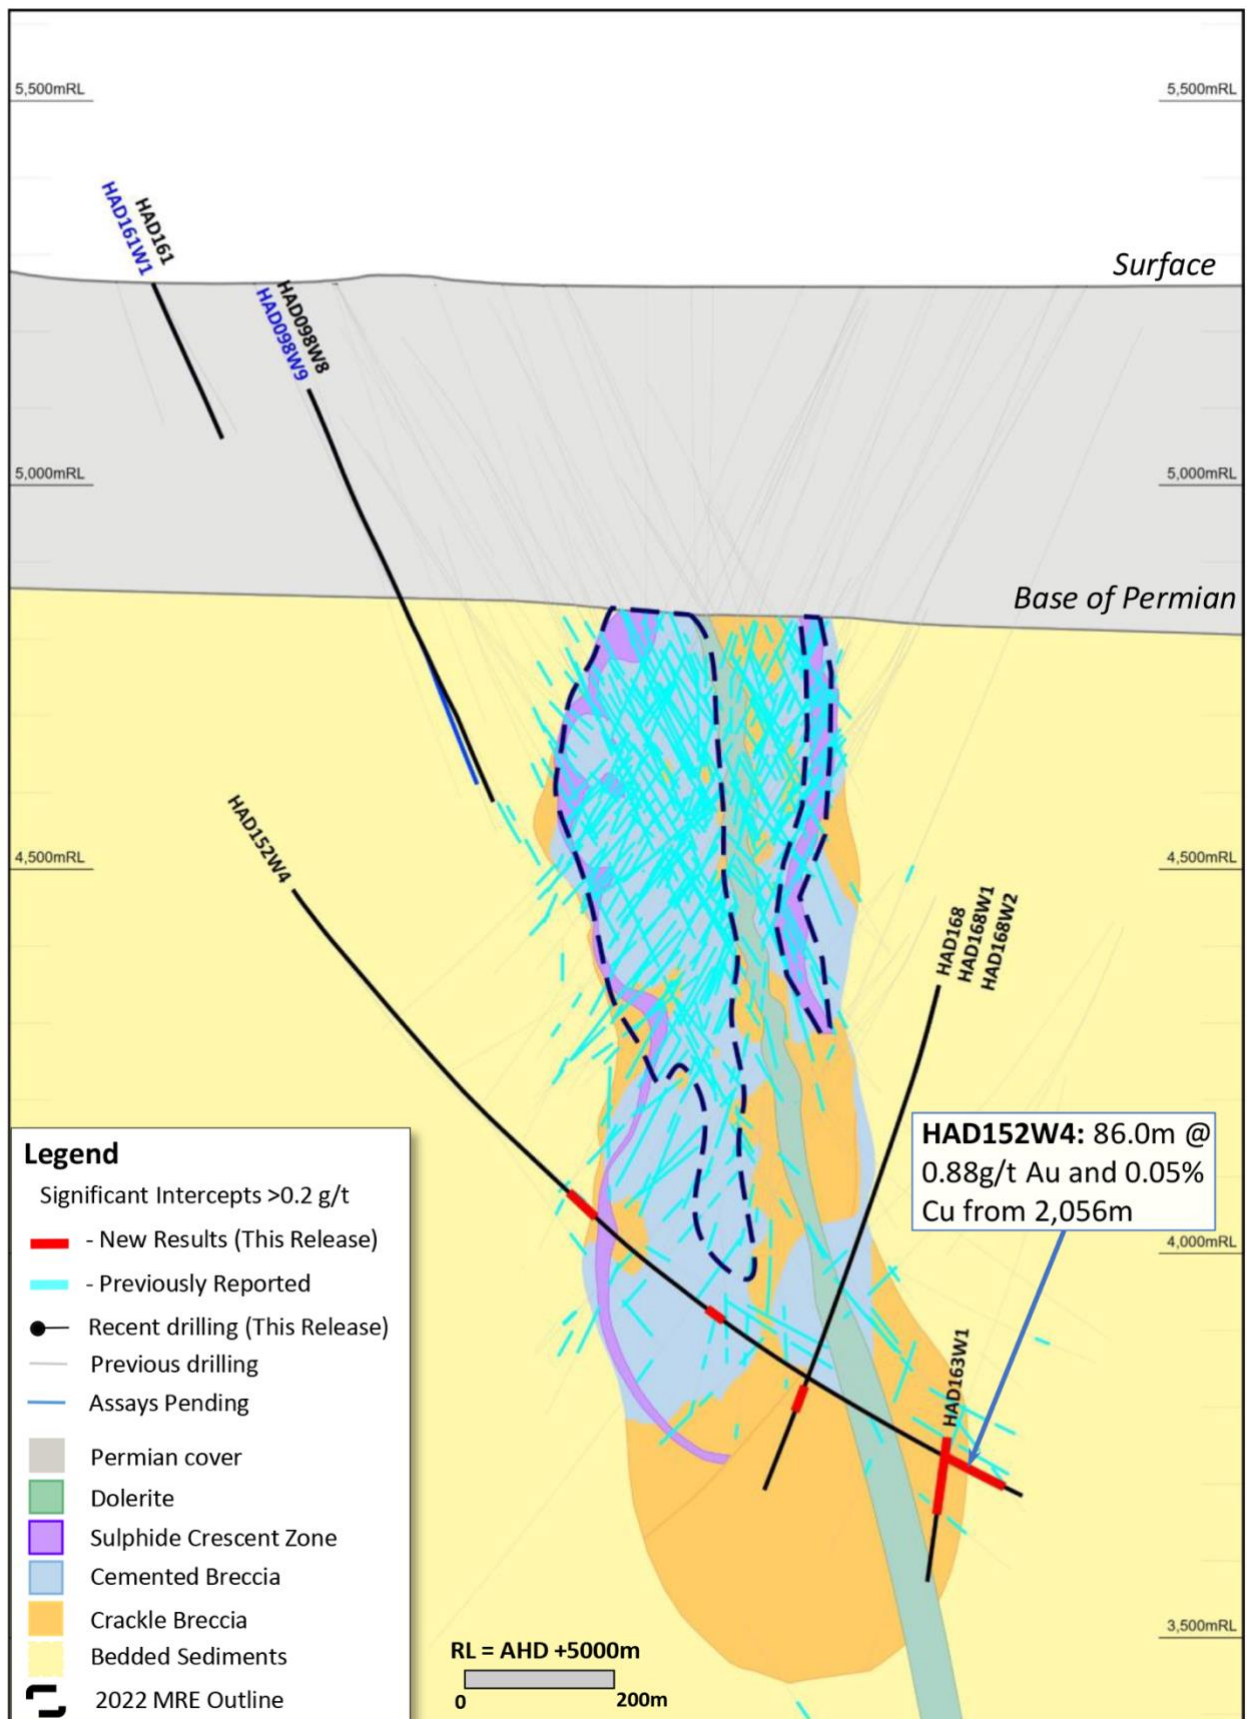 5,500mRL
5,500mRL
HAD161W1
HAD161
Surface
HAD098W9
HAD098W8
5,000mRL
5,000mRL
Base of Permian
HAD152W4
4,500mRL
4,500mRL
HAD168
HAD168W1
HAD168W2
HAD152W4: 86.0m @
0.88g/t Au and 0.05%
Cu from 2,056m
4,000mRL
HAD163W1
3,500mRL
Legend
Significant Intercepts >0.2 g/t
- New Results (This Release)
- Previously Reported
Recent drilling (This Release)
Previous drilling
Assays Pending
Permian cover
Dolerite
Sulphide Crescent Zone
Cemented Breccia
Crackle Breccia
Bedded Sediments
2022 MRE Outline
RL = AHD +5000m
0
200m